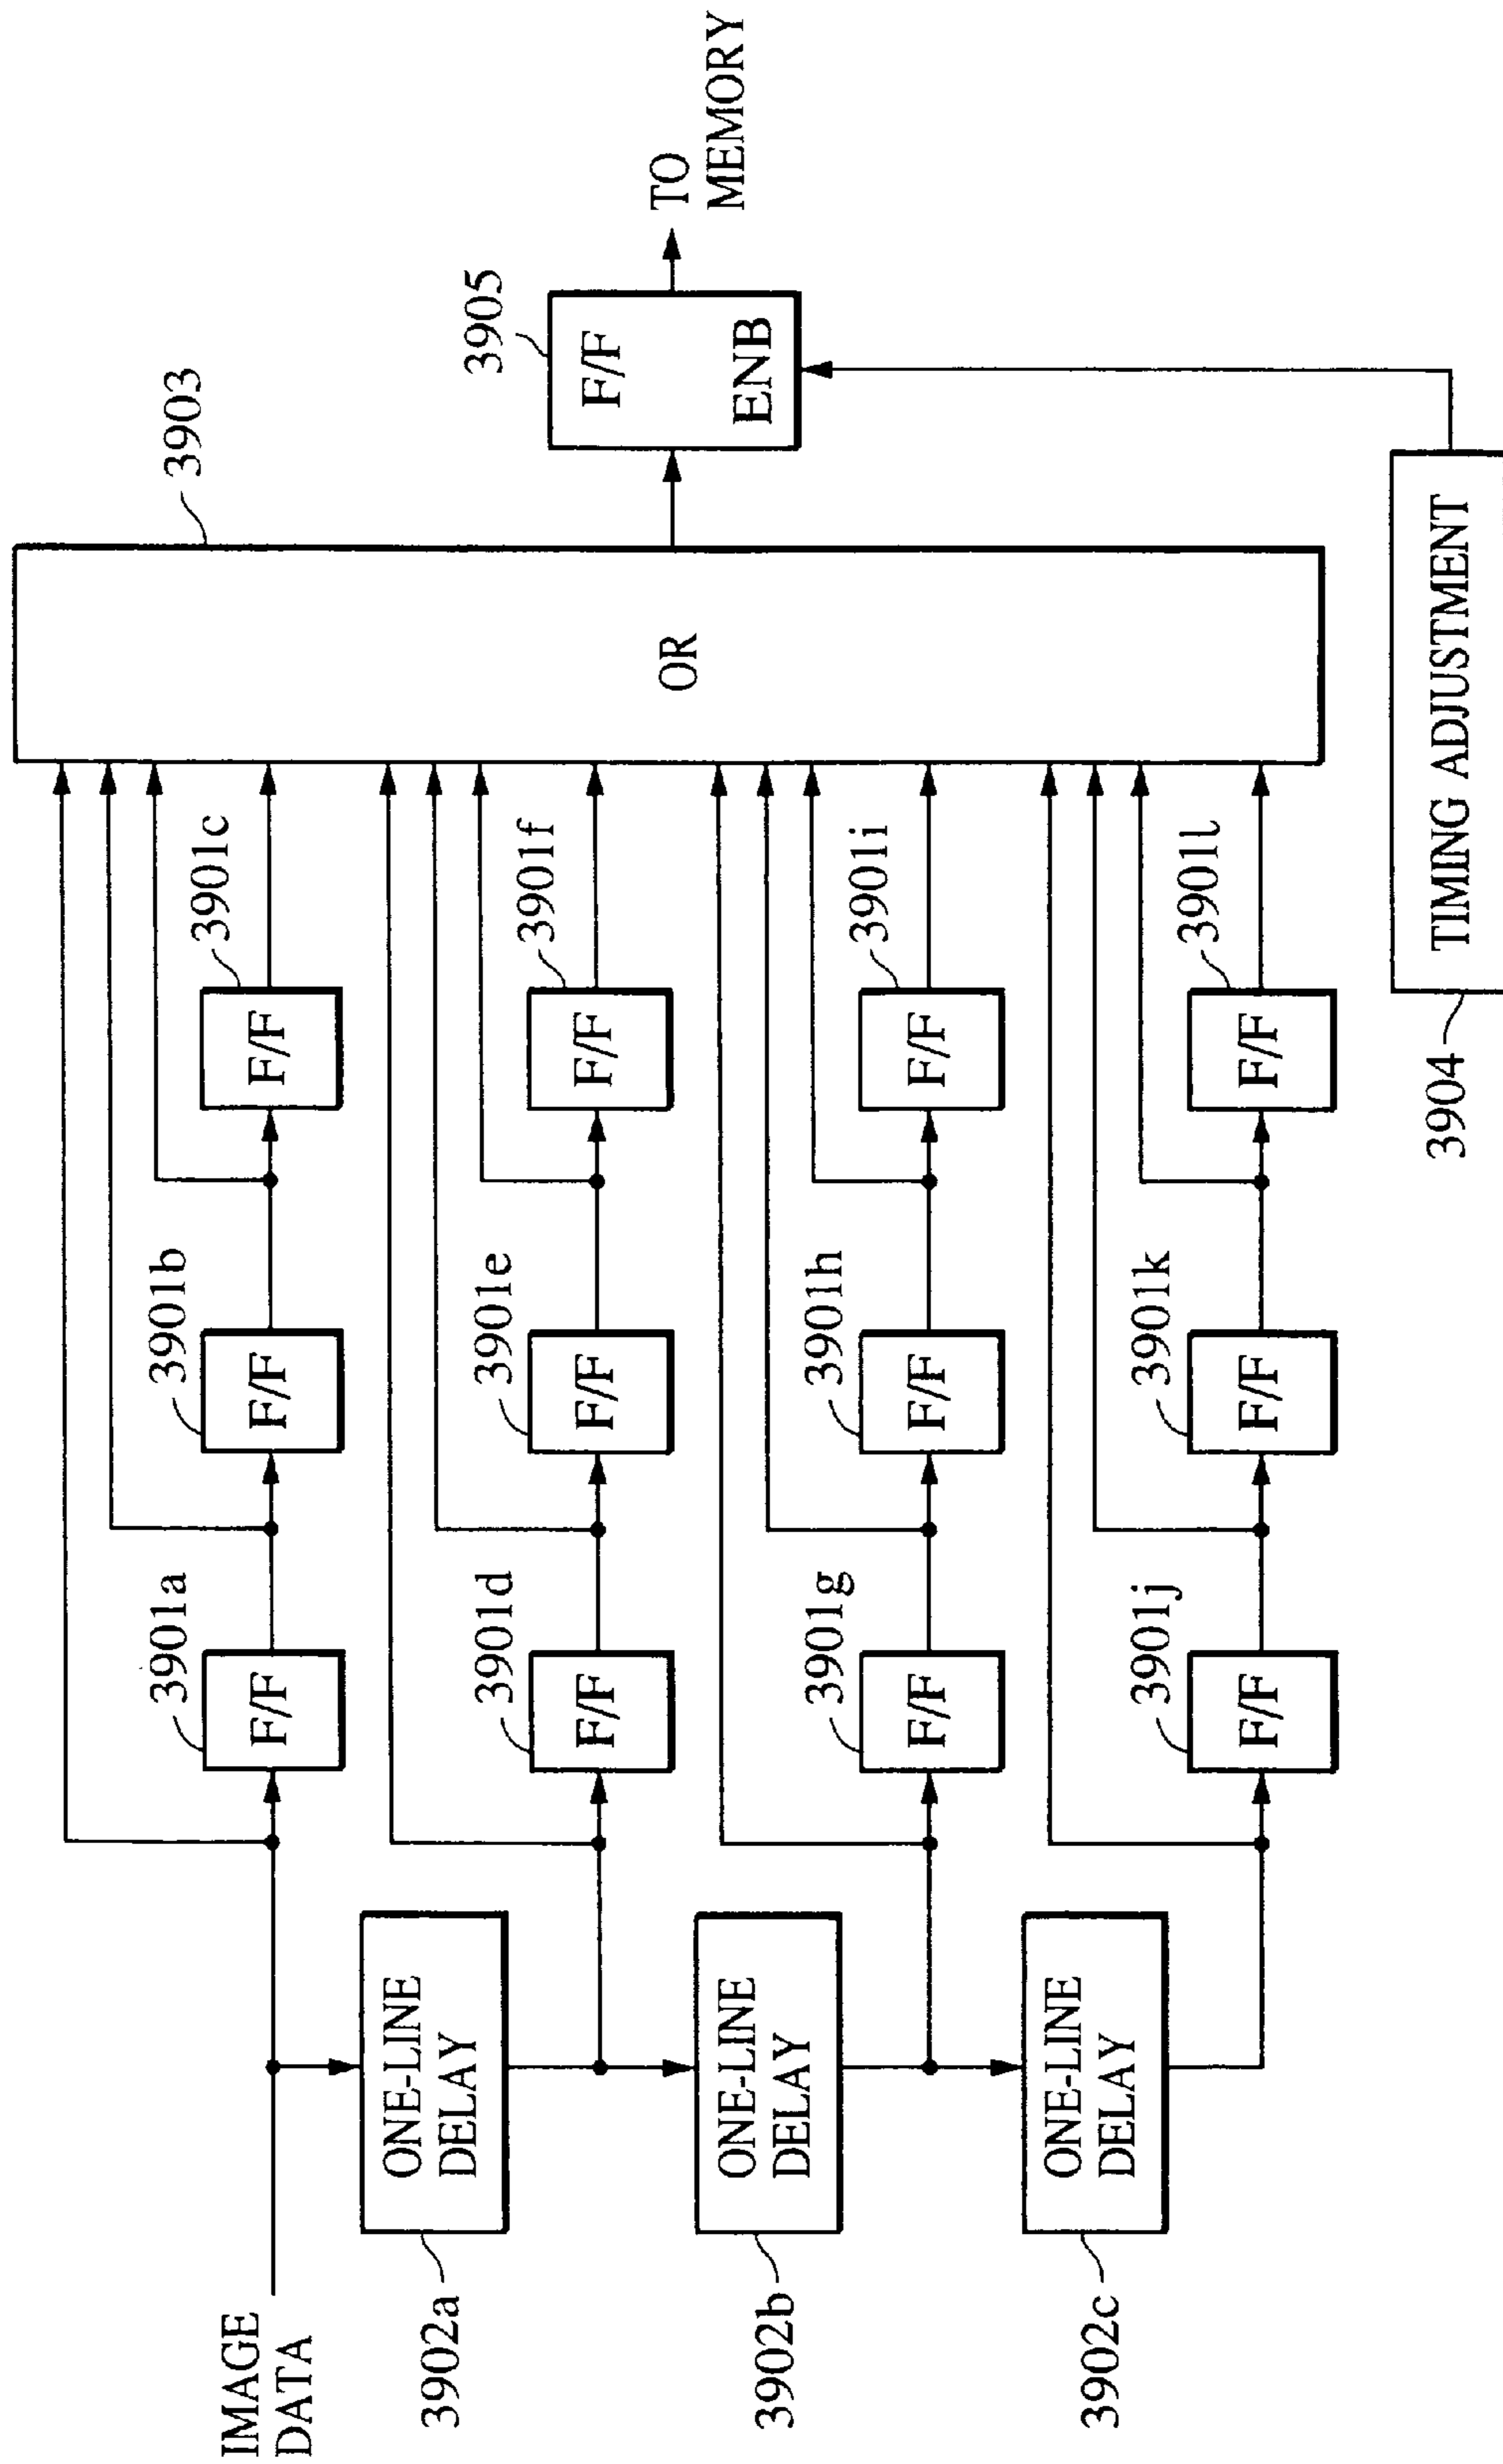 IMAGE
DATA
3902a
ONE-LINE
DELAY
3902b
ONE-LINE
DELAY
3902c
ONE-LINE
DELAY
3901a
F/F
3901b
F/F
3901c
F/F
3901d
F/F
3901e
F/F
3901f
F/F
3901g
F/F
3901h
F/F
3901i
F/F
3901j
F/F
3901k
F/F
3901l
F/F
3903
OR
3904
TIMING ADJUSTMENT
3905
F/F
ENB
TO
MEMORY